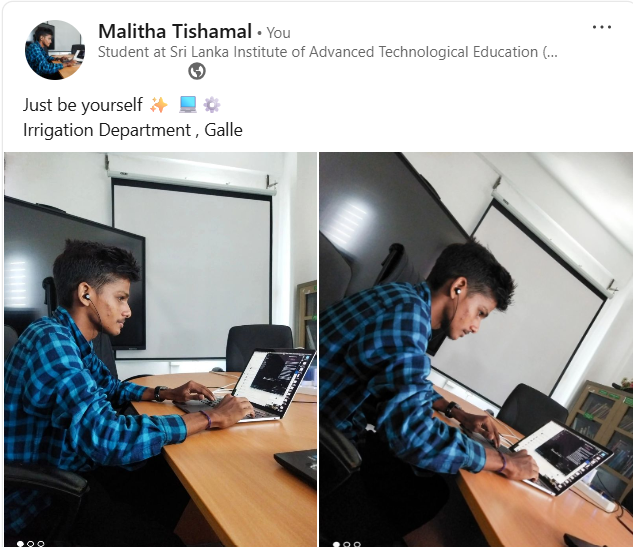 Malitha Tishamal • You
Student at Sri Lanka Institute of Advanced Technological Education (...
Just be yourself ✨ 💻 ⚙️
Irrigation Department , Galle